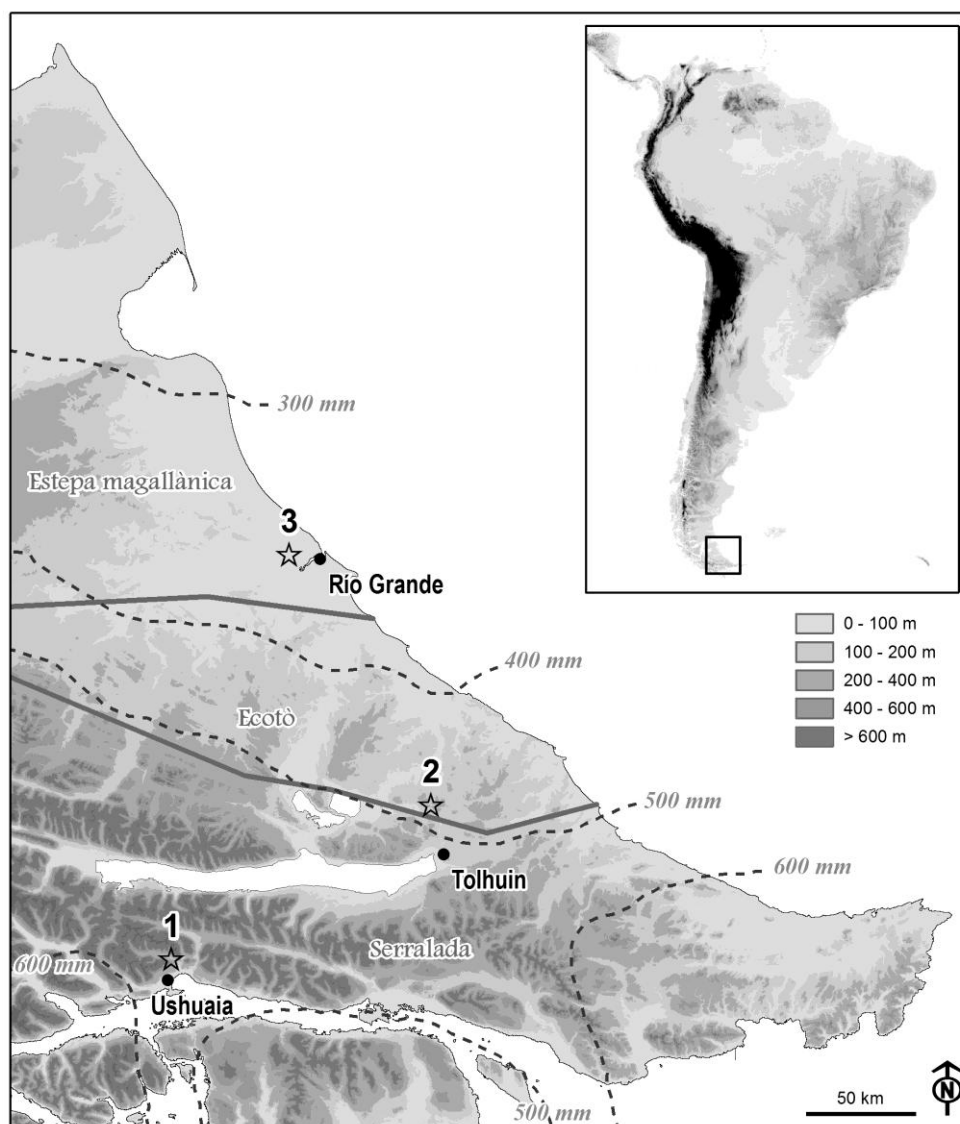 300 mm
Estepa magallànica
3
Río Grande
400 mm
Ecotò
2
500 mm
Tolhuin
600 mm
1
Serralada
600 mm
Ushuaia
500 mm
0 - 100 m
100 - 200 m
200 - 400 m
400 - 600 m
> 600 m
50 km
N